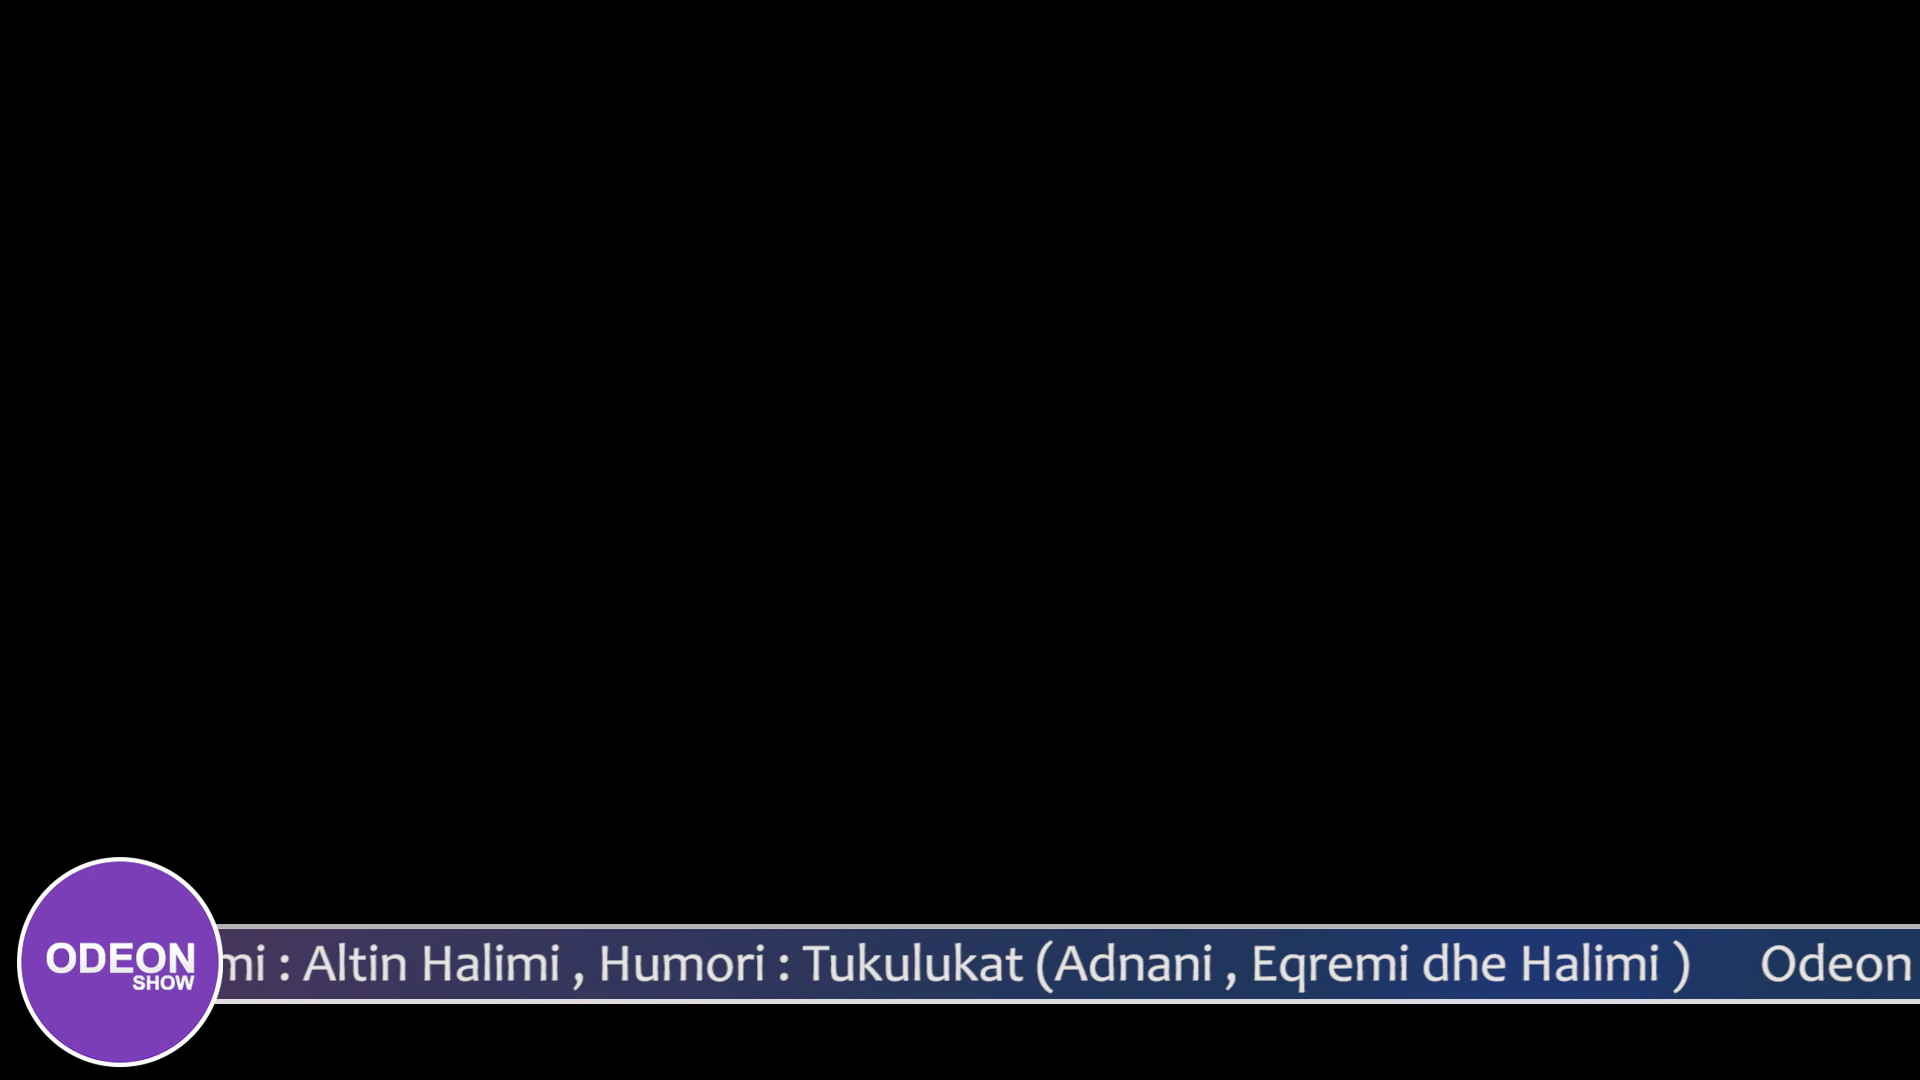 ODEON
SHOW
mi : Altin Halimi , Humori : Tukulukat (Adnani , Eqremi dhe Halimi ) Odeon